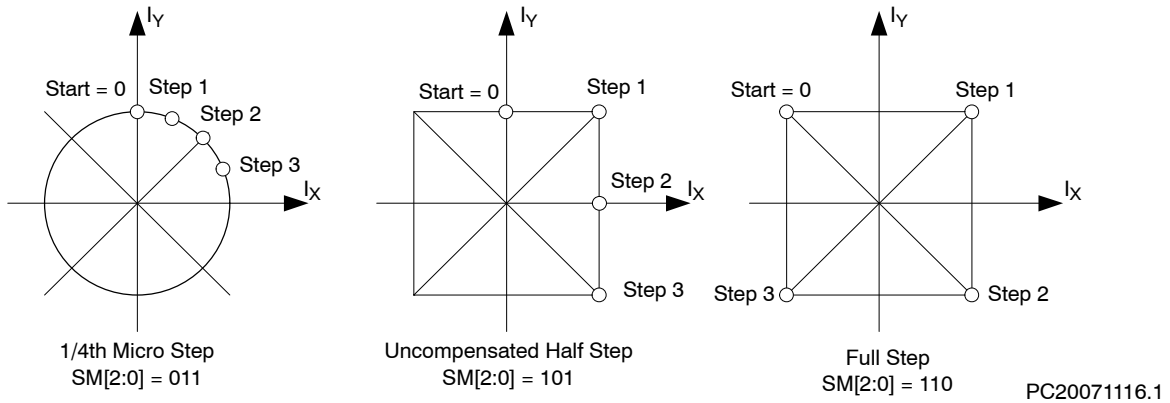 I_Y
Start = 0
Step 1
Step 2
Step 3
I_X
1/4th Micro Step
SM[2:0] = 011
I_Y
Start = 0
Step 1
Step 2
I_X
Step 3
Uncompensated Half Step
SM[2:0] = 101
I_Y
Start = 0
Step 1
I_X
Step 3
Step 2
Full Step
SM[2:0] = 110
PC20071116.1